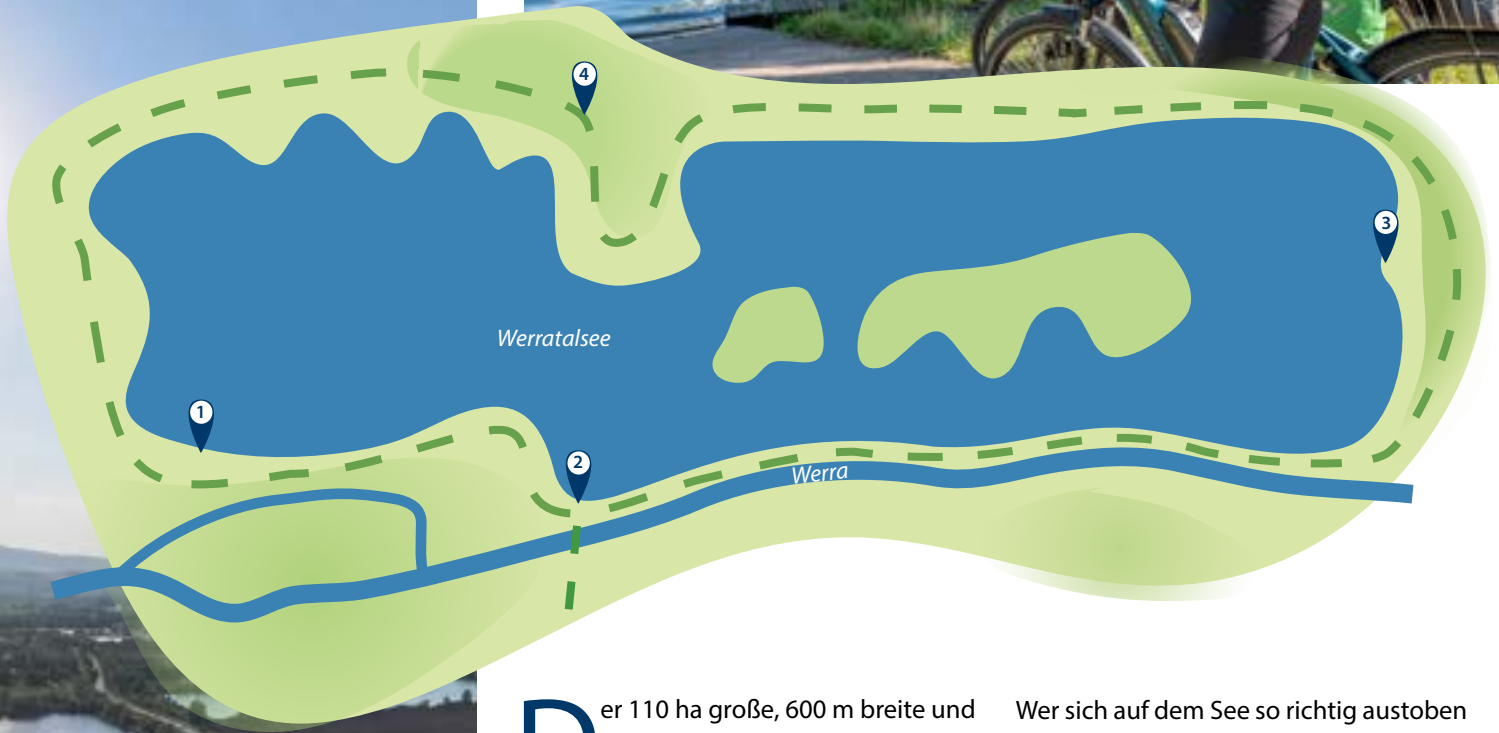 4
3
Werratalsee
1
2
Werra
Der 110 ha große, 600 m breite und
Wer sich auf dem See so richtig austoben